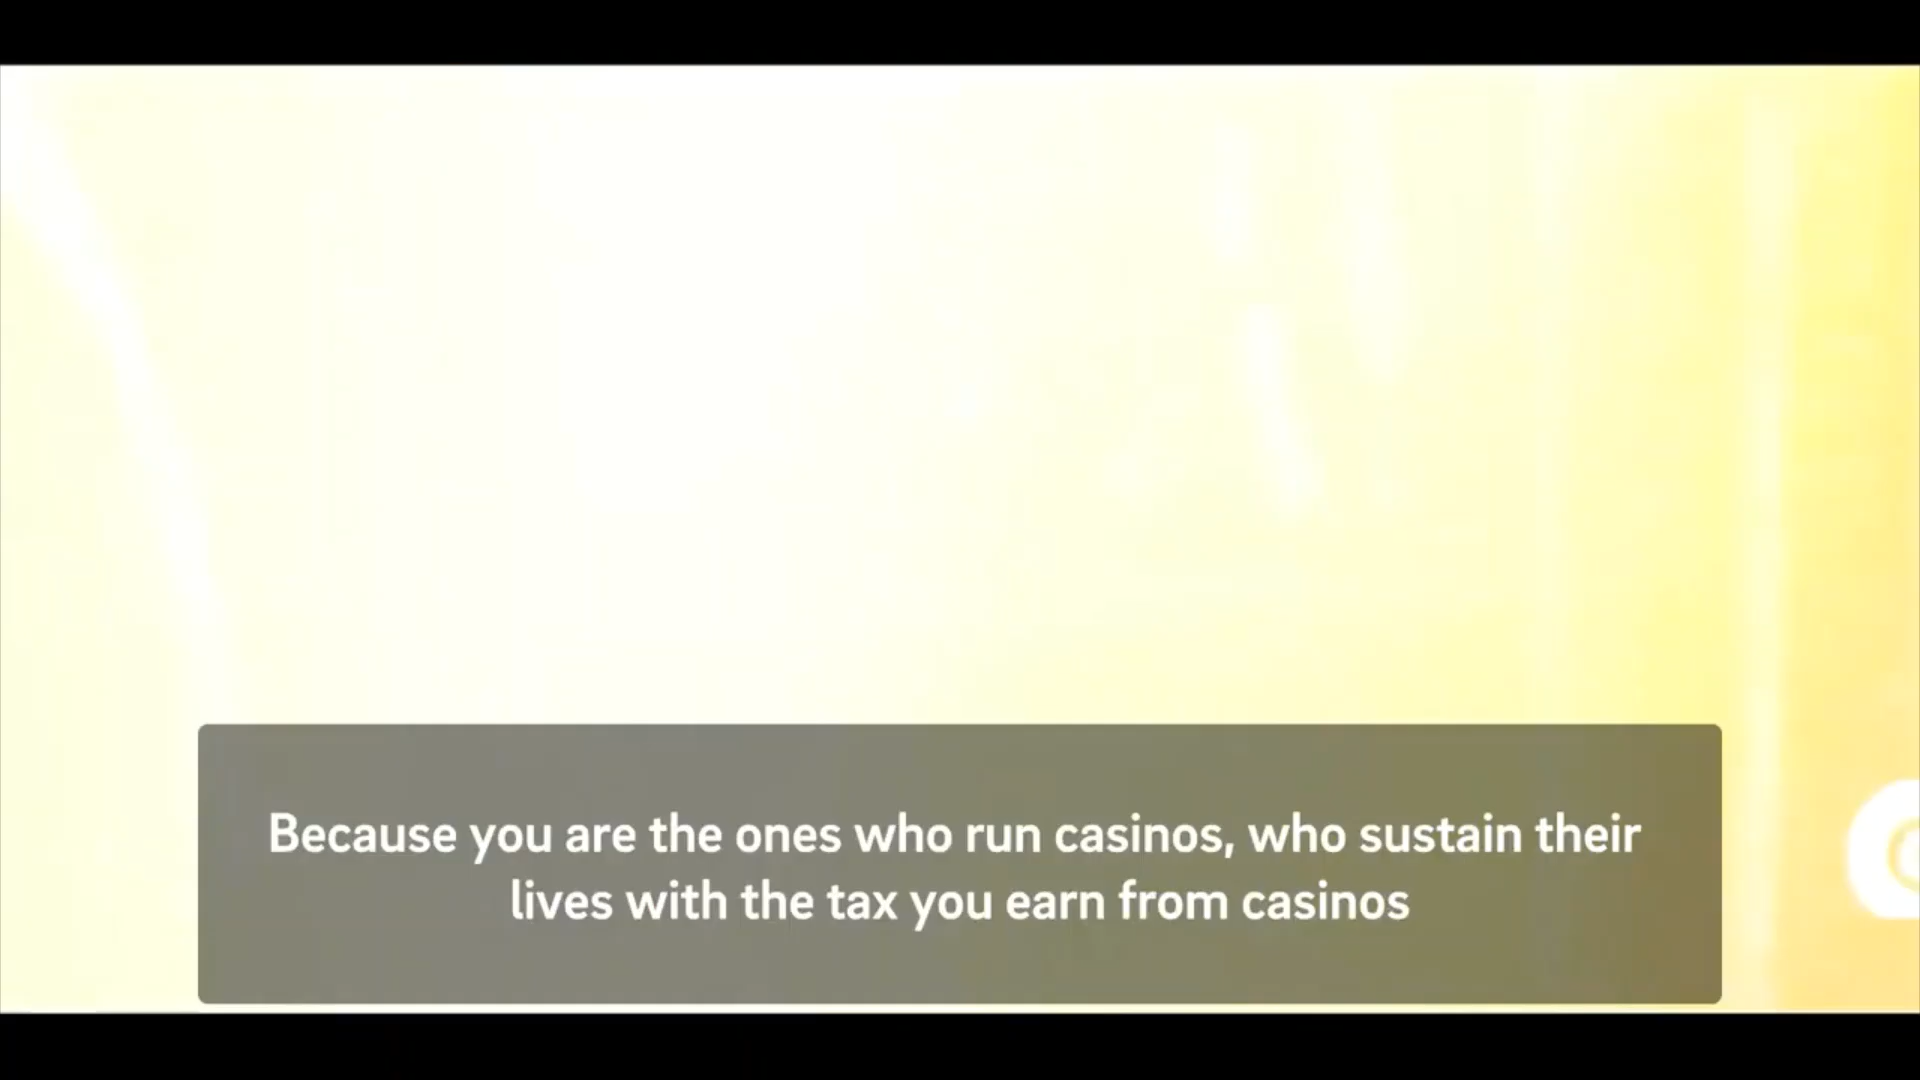 Because you are the ones who run casinos, who sustain their
lives with the tax you earn from casinos